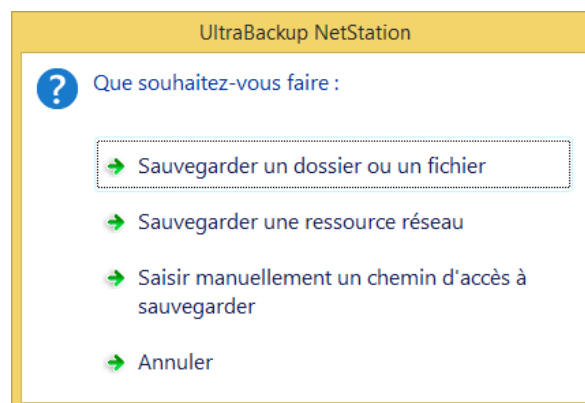 UltraBackup NetStation
Que souhaitez-vous faire :
Sauvegarder un dossier ou un fichier
Sauvegarder une ressource réseau
Saisir manuellement un chemin d'accès à
sauvegarder
Annuler